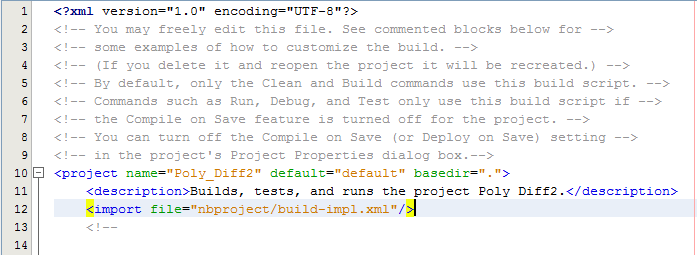 1 <?xml version="1.0" encoding="UTF-8"?>
2 <!-- You may freely edit this file. See commented blocks below for -->
3 <!-- some examples of how to customize the build. -->
4 <!-- (If you delete it and reopen the project it will be recreated.) -->
5 <!-- By default, only the Clean and Build commands use this build script. -->
6 <!-- Commands such as Run, Debug, and Test only use this build script if -->
7 <!-- the Compile on Save feature is turned off for the project. -->
8 <!-- You can turn off the Compile on Save (or Deploy on Save) setting -->
9 <!-- in the project's Project Properties dialog box.-->
10 <project name="Poly_Diff2" default="default" basedir=".">
11 <description>Builds, tests, and runs the project Poly Diff2.</description>
12 <import file="nbproject/build-impl.xml"/>
13 <!--
14